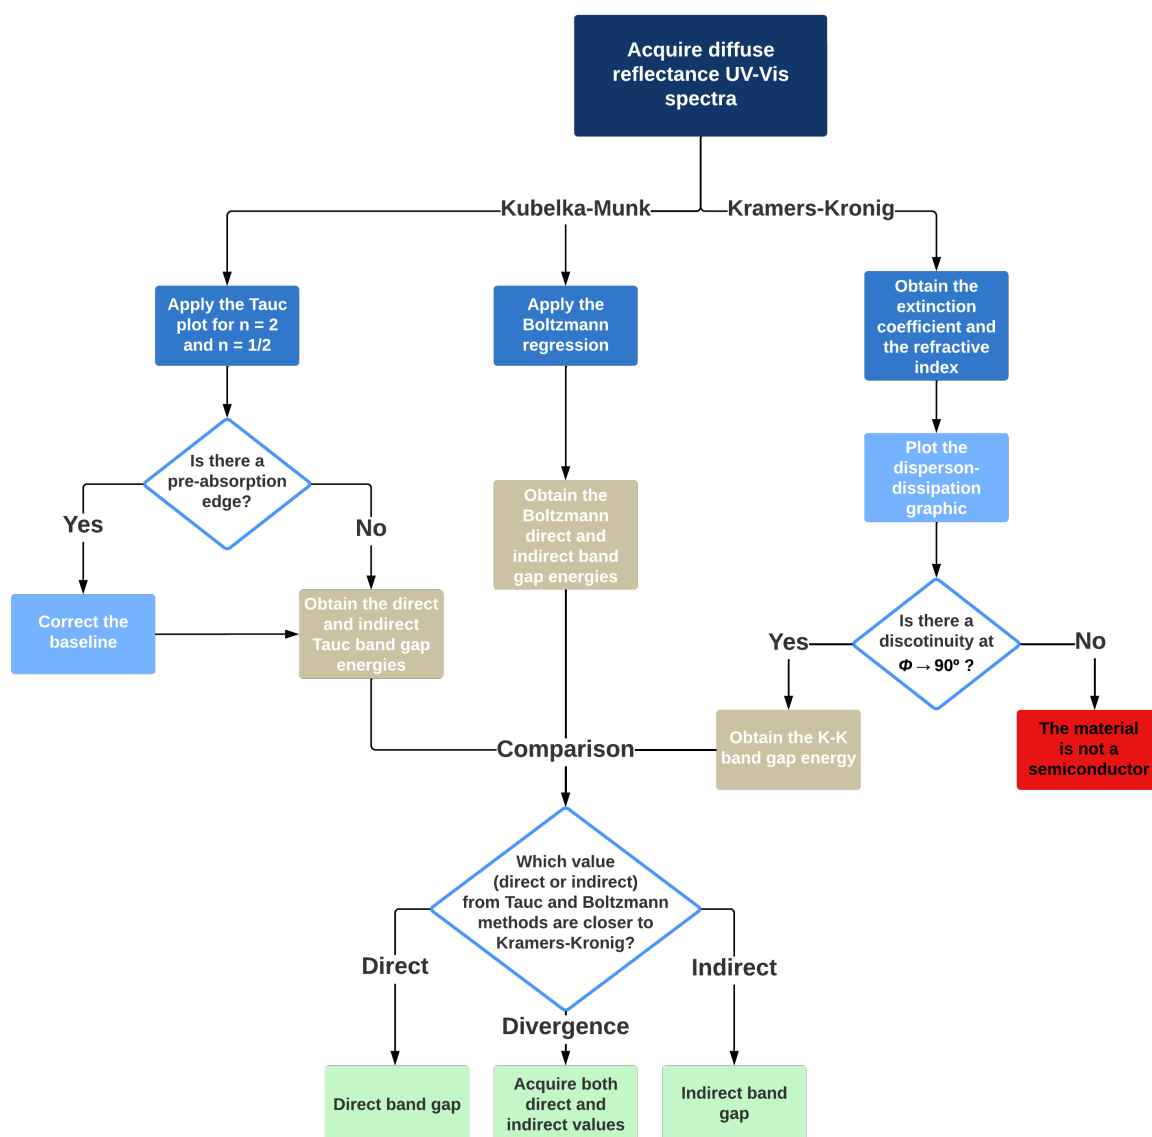 Acquire diffuse
reflectance UV-Vis
spectra
Kubelka-Munk
Kramers-Kronig
Apply the Tauc
plot for n = 2
and n = 1/2
Apply the
Boltzmann
regression
Obtain the
extinction
coefficient and
the refractive
index
Is there a
pre-absorption
edge?
Yes
No
Plot the
disperson-
dissipation
graphic
Obtain the
Boltzmann
direct and
indirect band
gap energies
Correct the
baseline
Obtain the direct
and indirect
Tauc band gap
energies
Is there a
discotinuity at
Φ → 90º ?
Yes
No
Obtain the K-K
band gap energy
The material
is not a
semiconductor
Comparison
Which value
(direct or indirect)
from Tauc and Boltzmann
methods are closer to
Kramers-Kronig?
Direct
Indirect
Divergence
Direct band gap
Acquire both
direct and
indirect values
Indirect band
gap